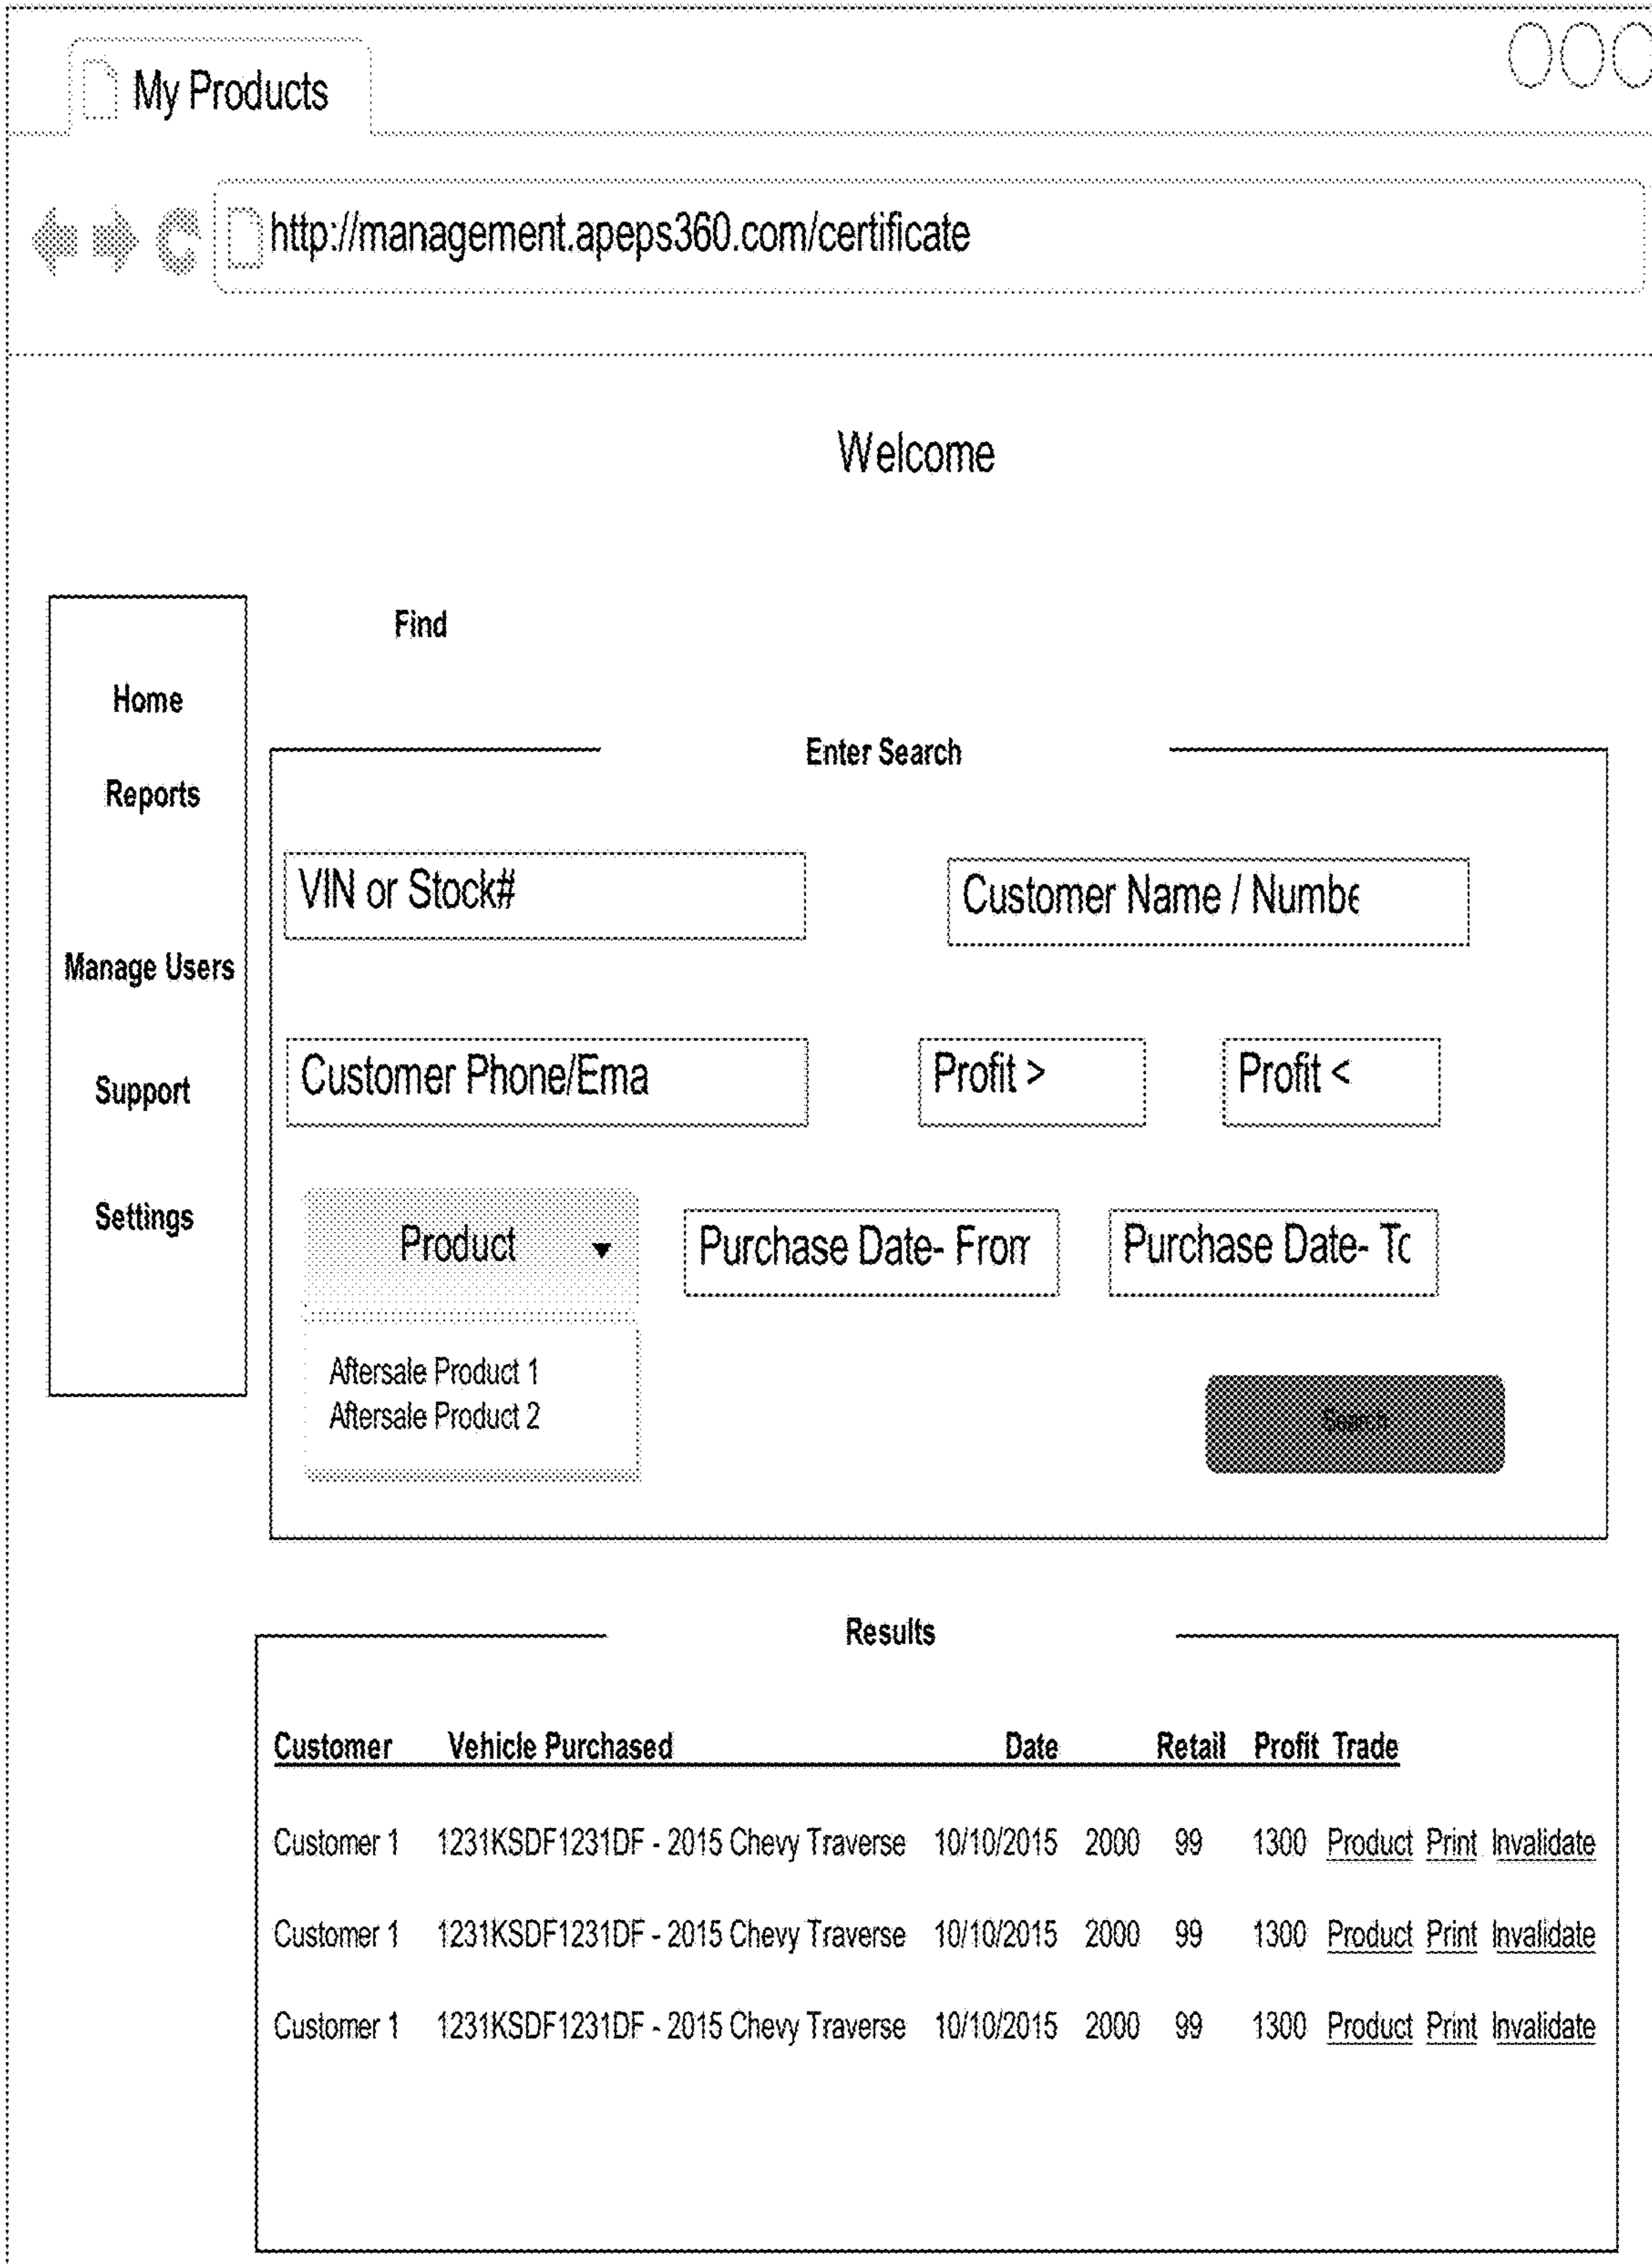 My Products
http://management.apeps360.com/certificate
Welcome
Find
Home
Reports
Manage Users
Support
Settings
Enter Search
VIN or Stock#
Customer Name / Numbe
Customer Phone/Ema
Profit >
Profit <
Product
Purchase Date- From
Purchase Date- To
Aftersale Product 1
Aftersale Product 2
Search
Results
Customer Vehicle Purchased Date Retail Profit Trade
Customer 1 1231KSDF1231DF - 2015 Chevy Traverse 10/10/2015 2000 99 1300 Product Print Invalidate
Customer 1 1231KSDF1231DF - 2015 Chevy Traverse 10/10/2015 2000 99 1300 Product Print Invalidate
Customer 1 1231KSDF1231DF - 2015 Chevy Traverse 10/10/2015 2000 99 1300 Product Print Invalidate